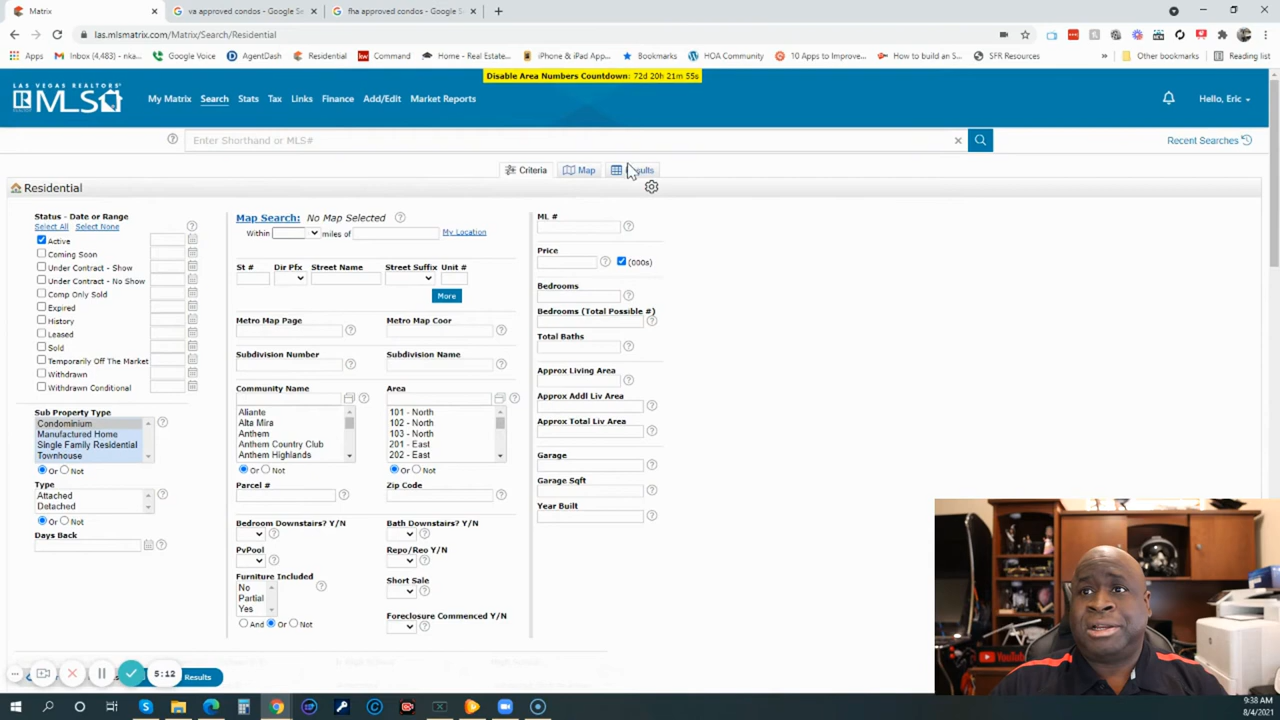 Matrix
va approved condos - Google Se
fha approved condos - Google Se
las.mlsmatrix.com/Matrix/Search/Residential
Apps
Inbox (4,483) - nka...
Google Voice
AgentDash
Residential
Command
Home - Real-Estate...
iPhone & iPad App...
Bookmarks
HOA Community
10 Apps to Improve...
How to build an S...
SFR Resources
Other bookmarks
Reading list
Disable Area Numbers Countdown: 72d 20h 21m 55s
LAS VEGAS REALTORS®
MLS
My Matrix
Search
Stats
Tax
Links
Finance
Add/Edit
Market Reports
Hello, Eric
Enter Shorthand or MLS#
Recent Searches
Criteria
Map
Residential
Status - Date or Range
Select All
Select None
Active
Coming Soon
Under Contract - Show
Under Contract - No Show
Comp Only Sold
Expired
History
Leased
Sold
Temporarily Off The Market
Withdrawn
Withdrawn Conditional
Sub Property Type
Condominium
Manufactured Home
Single Family Residential
Townhouse
Or
Not
Type
Attached
Detached
Or
Not
Days Back
Map Search:
No Map Selected
Within
miles of
My Location
St #
Dir Pfx
Street Name
Street Suffix
Unit #
More
Metro Map Page
Metro Map Coor
Subdivision Number
Subdivision Name
Community Name
Area
Aliante
Alta Mira
Anthem
Anthem Country Club
Anthem Highlands
101 - North
102 - North
103 - North
201 - East
202 - East
Or
Not
Or
Not
Parcel #
Zip Code
Bedroom Downstairs? Y/N
Bath Downstairs? Y/N
PvPool
Repo/Reo Y/N
Furniture Included
No
Partial
Yes
And
Or
Not
Short Sale
Foreclosure Commenced Y/N
ML #
Price
(000s)
Bedrooms
Bedrooms (Total Possible #)
Total Baths
Approx Living Area
Approx Addl Liv Area
Approx Total Liv Area
Garage
Garage Sqft
Year Built
5:12
Results
YouTube
9:38 AM
8/4/2021